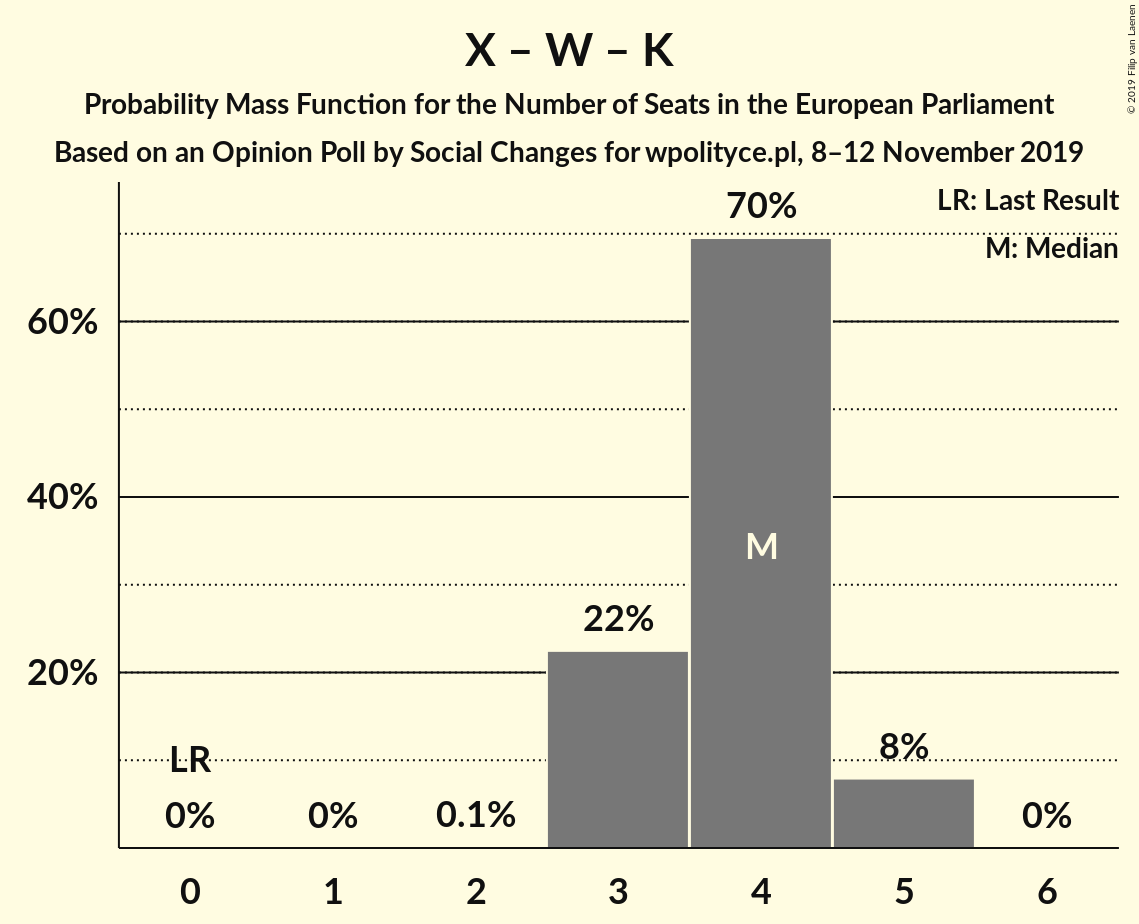 X – W – K
Probability Mass Function for the Number of Seats in the European Parliament
Based on an Opinion Poll by Social Changes for wpolityce.pl, 8–12 November 2019
© 2019 Filip van Laenen
LR: Last Result
M: Median
70%
60%
40%
M
22%
20%
8%
LR
0%
0%
0.1%
0%
0
1
2
3
4
5
6